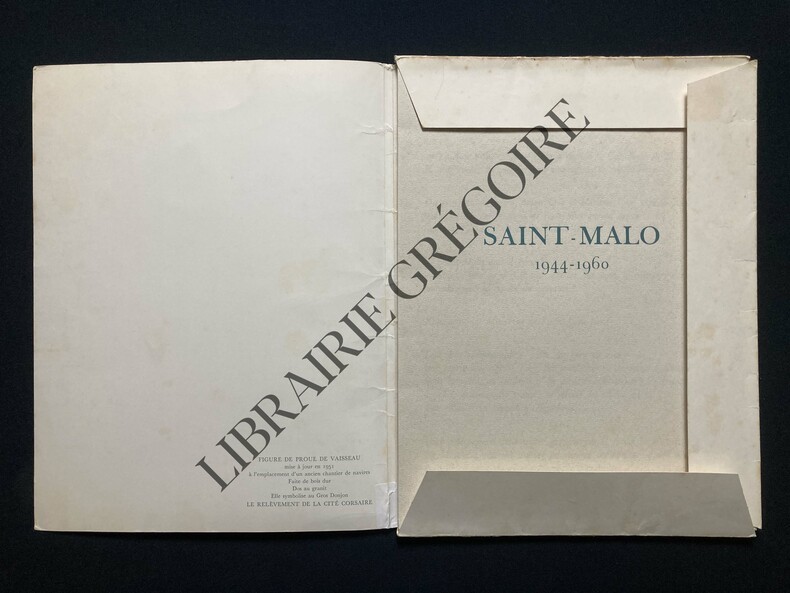 SAINT-MALO
1944-1960
LIBRAIRIE GRÉGOIRE
FIGURE DE PROUE DE VAISSEAU
mise à jour en 1951
à l'emplacement d'un ancien chantier de navires
Faite de bois dur
Dos au granit
Elle symbolise au Gros Donjon
LE RELÈVEMENT DE LA CITÉ CORSAIRE